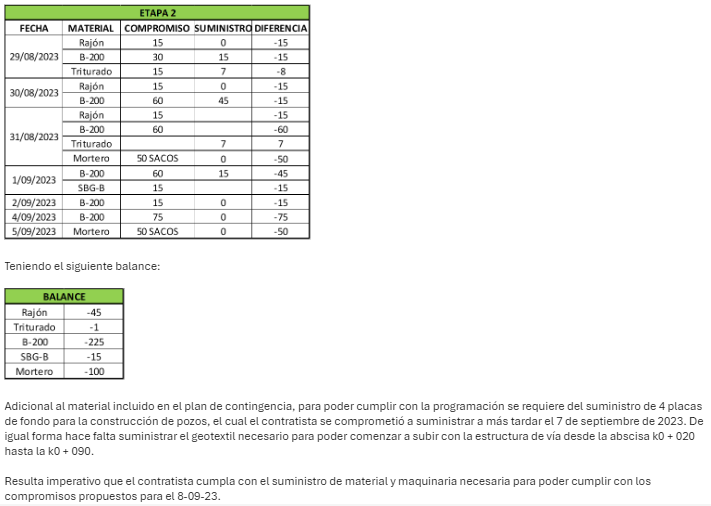 ETAPA 2
FECHA MATERIAL COMPROMISO SUMINISTRO DIFERENCIA
29/08/2023 Rajón 15 0 -15
B-200 30 15 -15
Triturado 15 7 -8
30/08/2023 Rajón 15 0 -15
B-200 60 45 -15
31/08/2023 Rajón 15 -15
B-200 60 -60
Triturado 7 7
Mortero 50 SACOS 0 -50
1/09/2023 B-200 60 15 -45
SBG-B 15 -15
2/09/2023 B-200 15 0 -15
4/09/2023 B-200 75 0 -75
5/09/2023 Mortero 50 SACOS 0 -50
Teniendo el siguiente balance:
BALANCE
Rajón -45
Triturado -1
B-200 -225
SBG-B -15
Mortero -100
Adicional al material incluido en el plan de contingencia, para poder cumplir con la programación se requiere del suministro de 4 placas
de fondo para la construcción de pozos, el cual el contratista se comprometió a suministrar a más tardar el 7 de septiembre de 2023. De
igual forma hace falta suministrar el geotextil necesario para poder comenzar a subir con la estructura de vía desde la abscisa k0 + 020
hasta la k0 + 090.
Resulta imperativo que el contratista cumpla con el suministro de material y maquinaria necesaria para poder cumplir con los
compromisos propuestos para el 8-09-23.